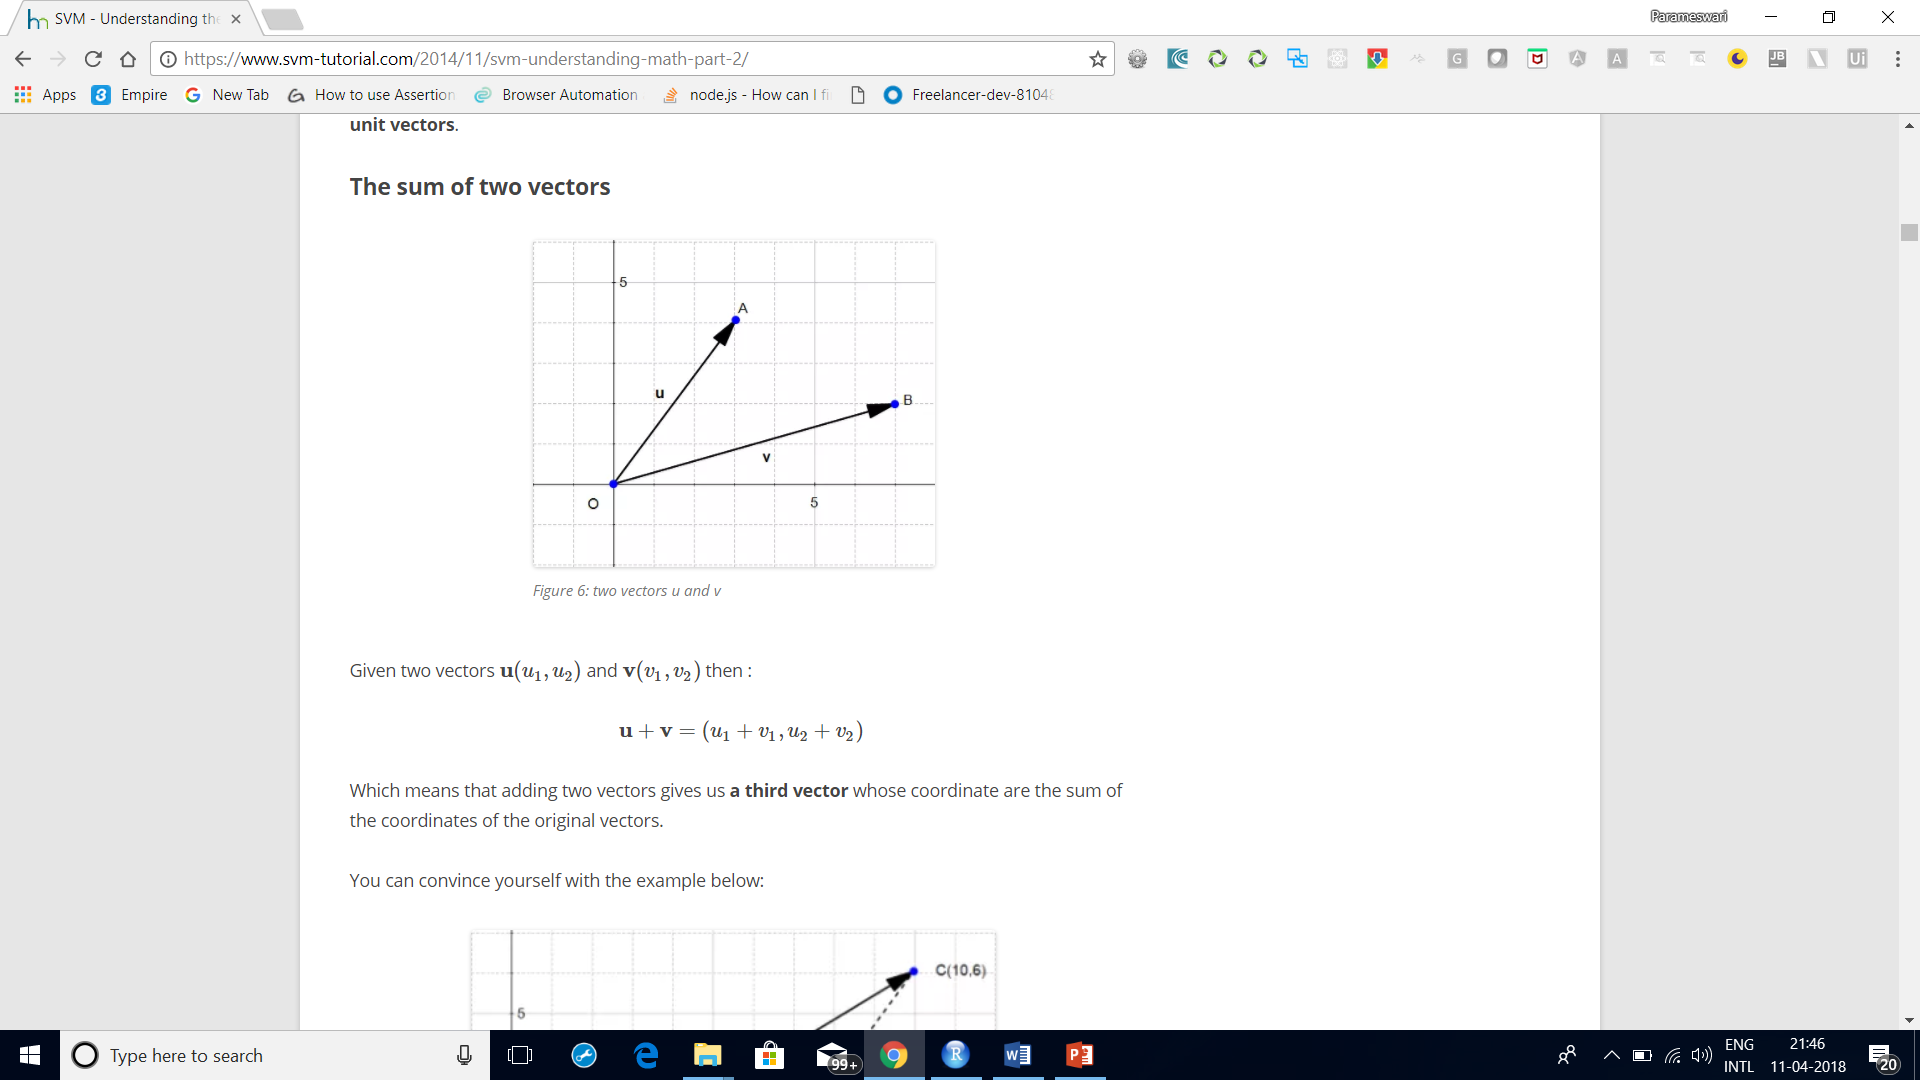 SVM - Understanding the
Parameswari
https://www.svm-tutorial.com/2014/11/svm-understanding-math-part-2/
Apps
Empire
New Tab
How to use Assertion
Browser Automation
node.js - How can I fi
Freelancer-dev-81048
unit vectors.
The sum of two vectors
5
A
u
B
v
O
5
Figure 6: two vectors u and v
Given two vectors u(u₁, u₂) and v(v₁, v₂) then :
u + v = (u₁ + v₁, u₂ + v₂)
Which means that adding two vectors gives us a third vector whose coordinate are the sum of
the coordinates of the original vectors.
You can convince yourself with the example below:
C(10,6)
5
Type here to search
99+
ENG
INTL
21:46
11-04-2018
20